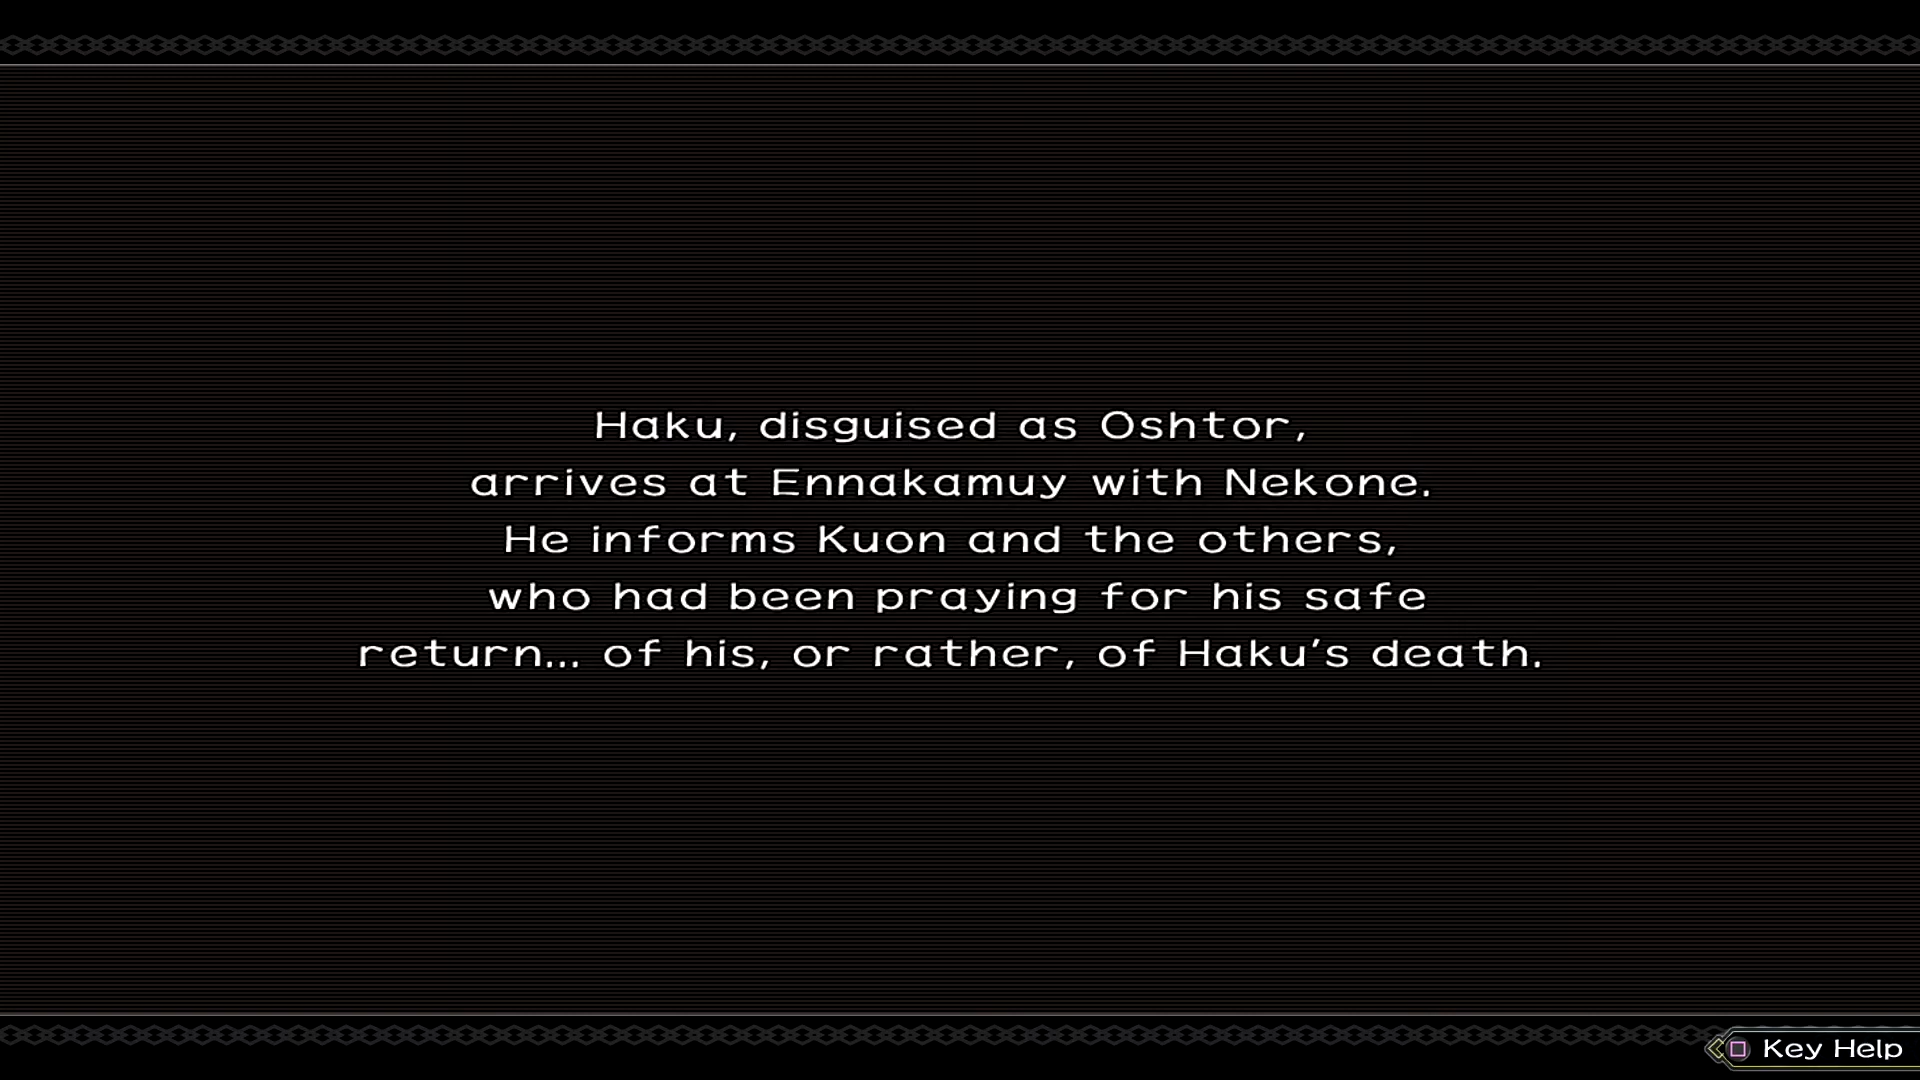 Haku, disguised as Oshtor,
arrives at Ennakamuy with Nekone.
He informs Kuon and the others,
who had been praying for his safe
return... of his, or rather, of Haku's death.
Key Help